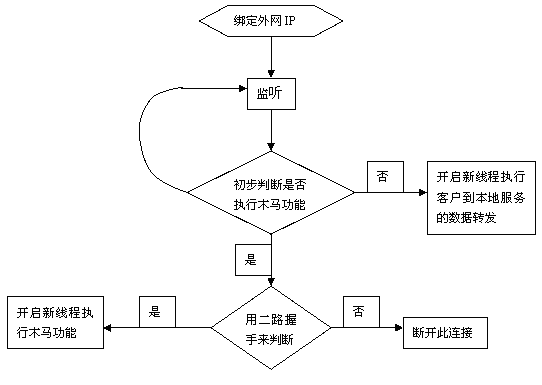 绑定外网IP
监听
初步判断是否
执行木马功能
否
开启新线程执行
客户到本地服务
的数据转发
是
开启新线程执
行木马功能
是
用二路握
手来判断
否
断开此连接